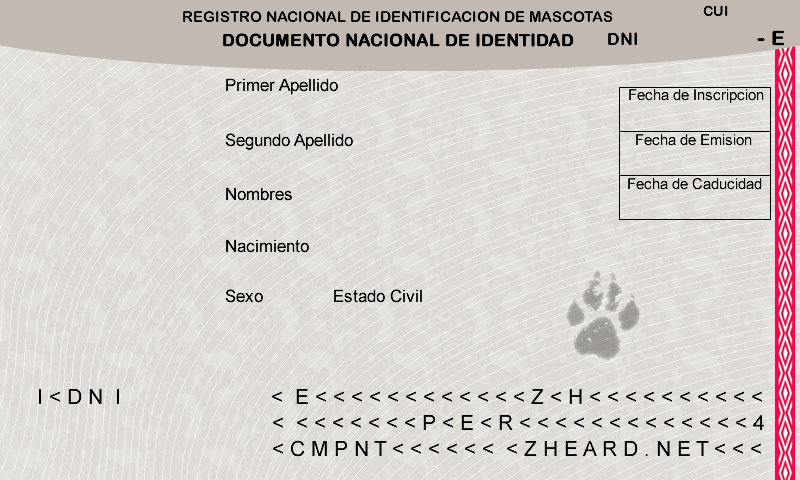 REGISTRO NACIONAL DE IDENTIFICACION DE MASCOTAS CUI
DOCUMENTO NACIONAL DE IDENTIDAD DNI - E
Primer Apellido
Fecha de Inscripcion
Segundo Apellido
Fecha de Emision
Fecha de Caducidad
Nombres
Nacimiento
Sexo Estado Civil
I<DN I < E<<<<<<<<<<<<Z<H<<<<<<<<<<
< <<<<<<<P<E<R<<<<<<<<<<<<<4
<CMPNT<<<<<< <ZHEARD.NET<<<